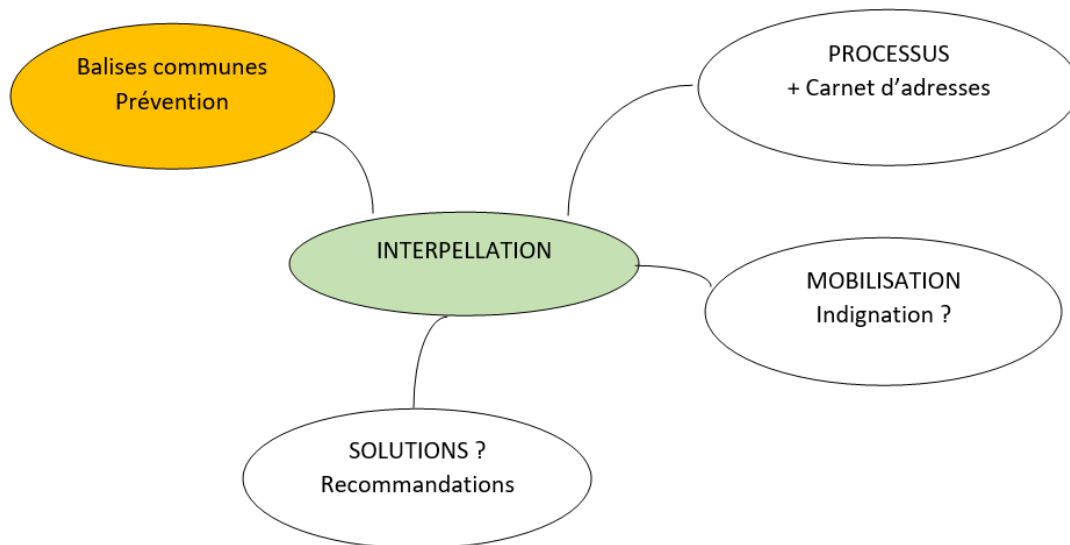 Balises communes
Prévention
PROCESSUS
+ Carnet d’adresses
INTERPELLATION
MOBILISATION
Indignation ?
SOLUTIONS ?
Recommandations